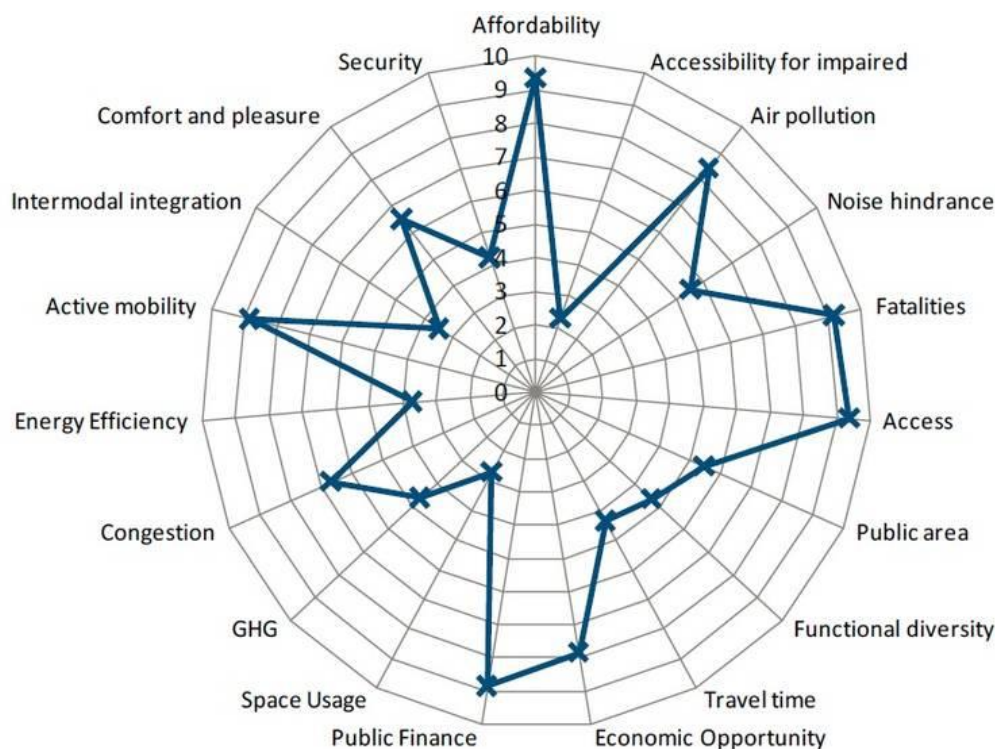 Affordability
Accessibility for impaired
Air pollution
Noise hindrance
Fatalities
Access
Public area
Functional diversity
Travel time
Economic Opportunity
Public Finance
Space Usage
GHG
Congestion
Energy Efficiency
Active mobility
Intermodal integration
Comfort and pleasure
Security
10
9
8
7
6
5
4
3
2
1
0